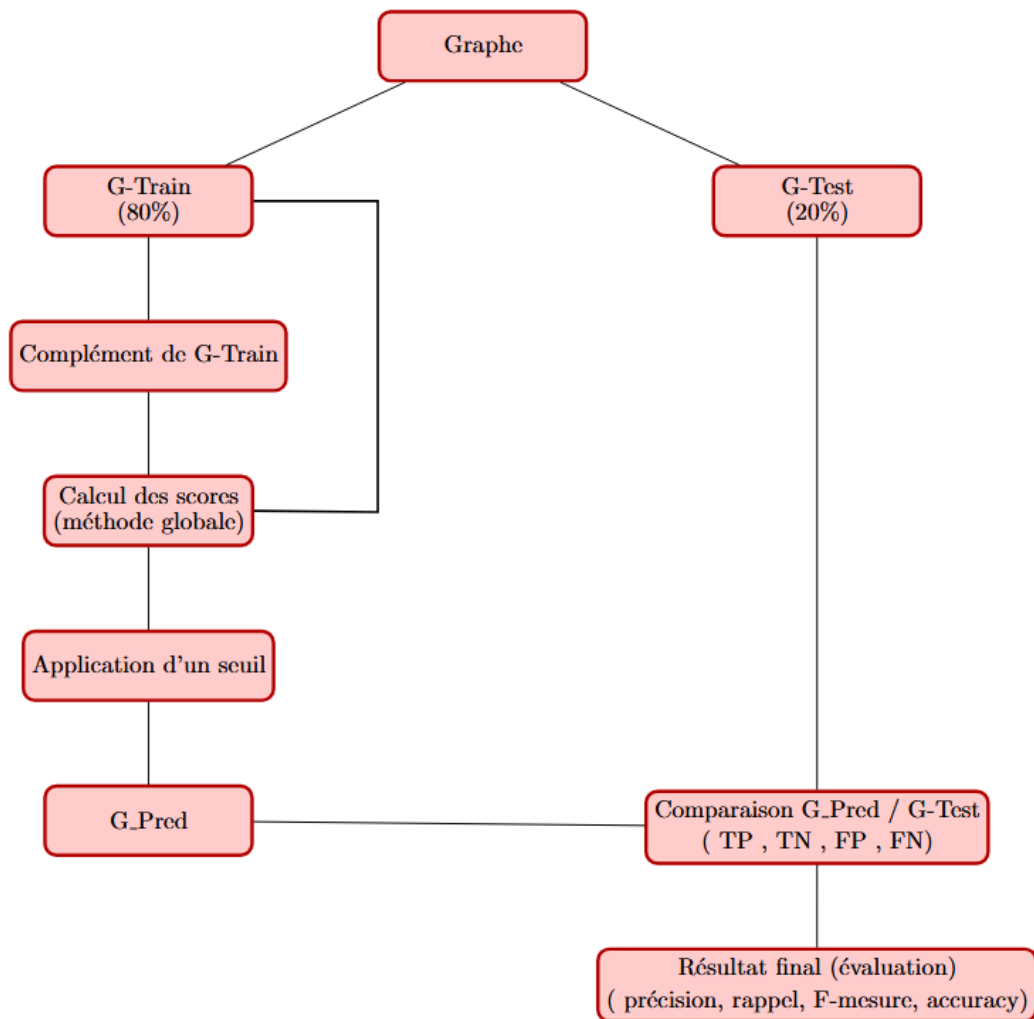 Graphe
G-Train
(80%)
G-Test
(20%)
Complément de G-Train
Calcul des scores
(méthode globale)
Application d'un seuil
G_Pred
Comparaison G_Pred / G-Test
( TP , TN , FP , FN)
Résultat final (évaluation)
( précision, rappel, F-mesure, accuracy)